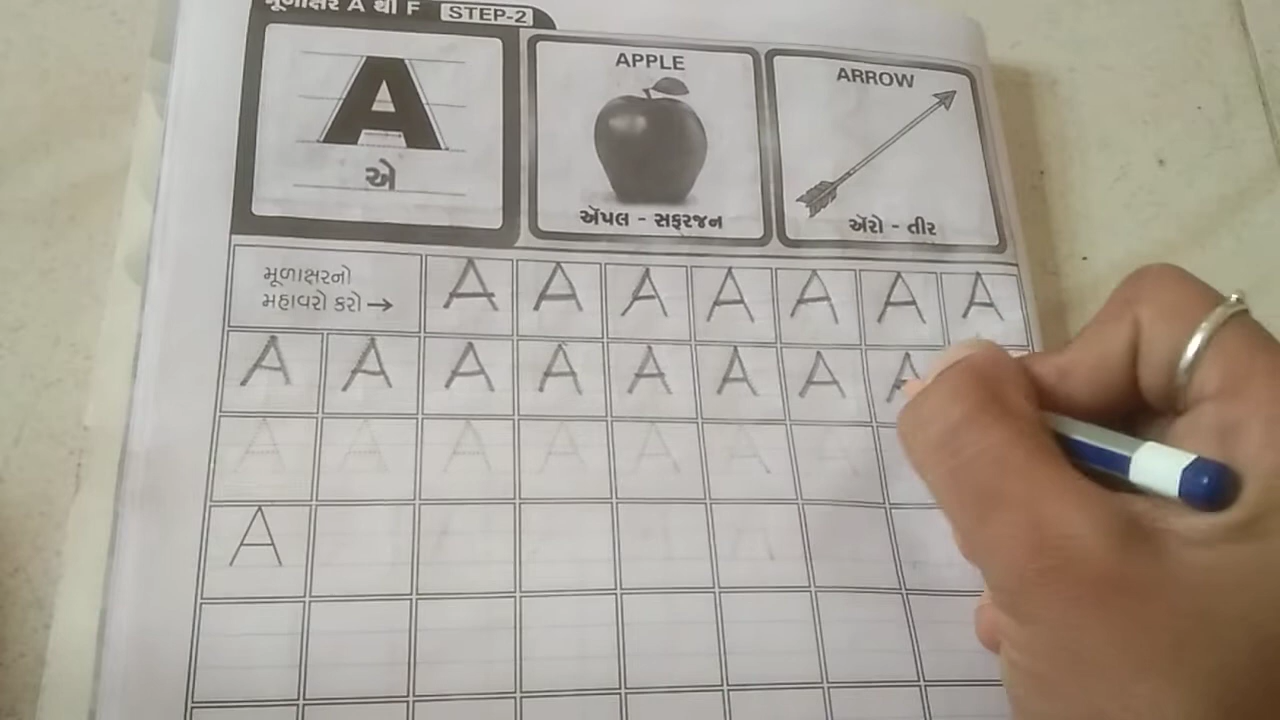 મૂળાક્ષર A થી F STEP-2
A
એ
APPLE
ઍપલ - સફરજન
ARROW
ઍરો - તીર
મૂળાક્ષરનો
મહાવરો કરો →
A A A A A A A
A A A A A A A A
A A A A A A A
A